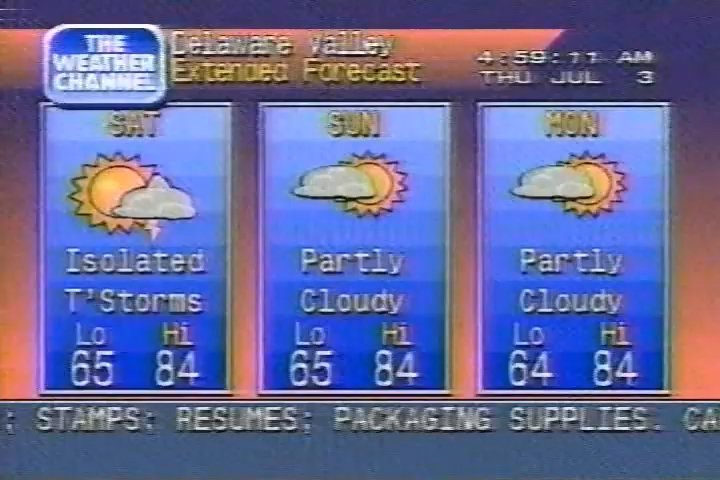 THE
WEATHER
CHANNEL
Delaware Valley
Extended Forecast
4:59:11 AM
THU JUL 3
SAT
Isolated
T'Storms
Lo Hi
65 84
SUN
Partly
Cloudy
Lo Hi
65 84
MON
Partly
Cloudy
Lo Hi
64 84
: STAMPS; RESUMES; PACKAGING SUPPLIES. CA